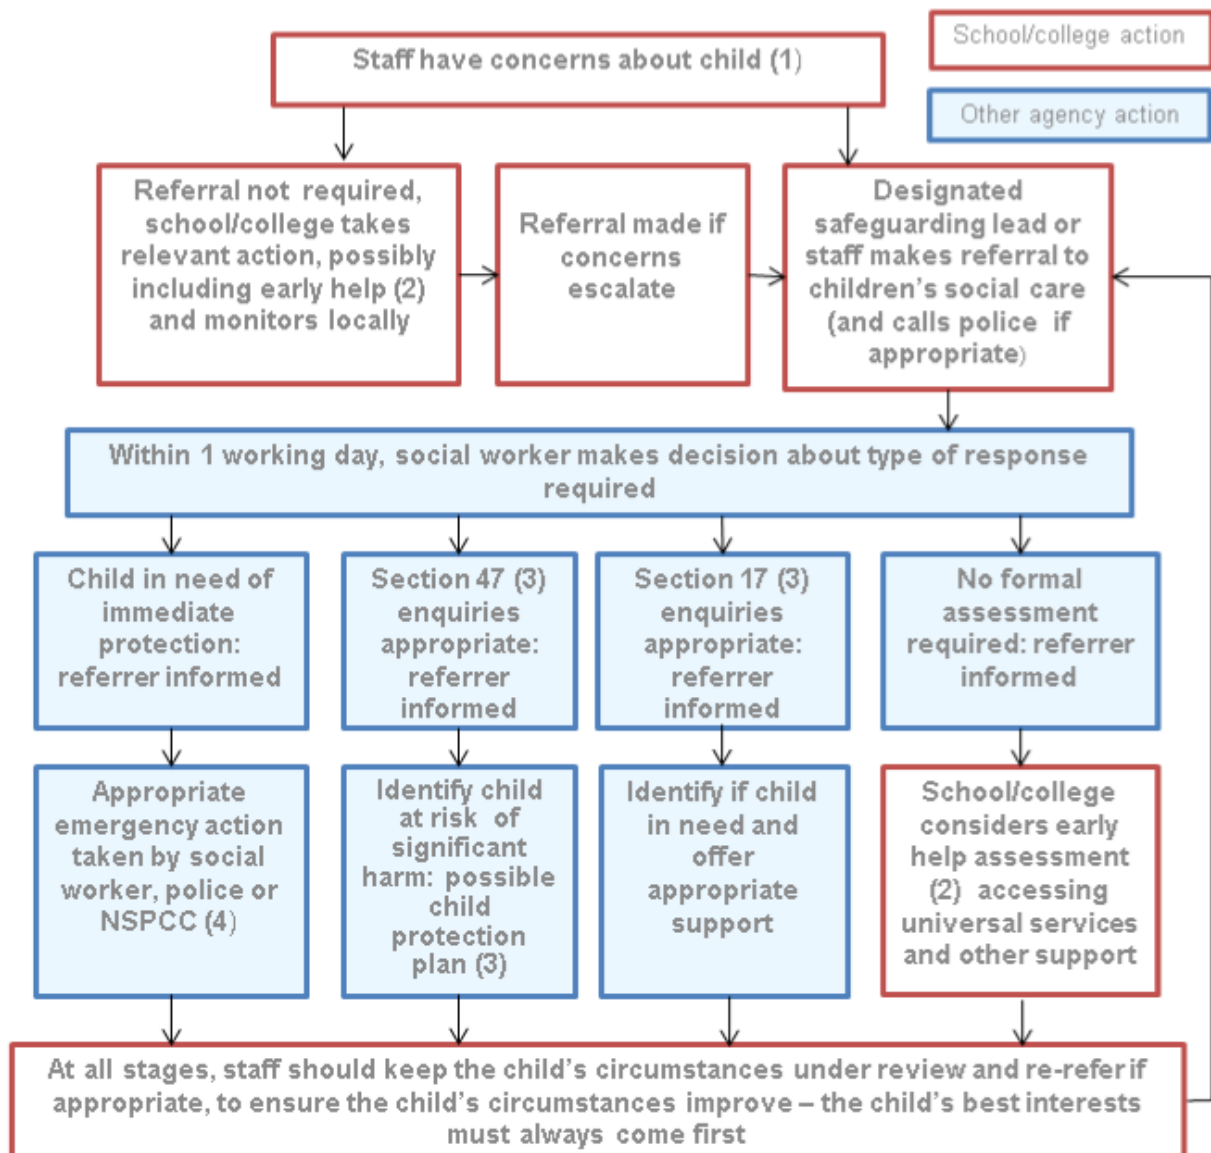 School/college action
Staff have concerns about child (1)
Other agency action
Referral not required,
school/college takes
relevant action, possibly
including early help (2)
and monitors locally
Referral made if
concerns
escalate
Designated
safeguarding lead or
staff makes referral to
children's social care
(and calls police if
appropriate)
Within 1 working day, social worker makes decision about type of response
required
Child in need of
immediate
protection:
referrer informed
Section 47 (3)
enquiries
appropriate:
referrer
informed
Section 17 (3)
enquiries
appropriate:
referrer
informed
No formal
assessment
required: referrer
informed
Appropriate
emergency action
taken by social
worker, police or
NSPCC (4)
Identify child
at risk of
significant
harm: possible
child
protection
plan (3)
Identify if child
in need and
offer
appropriate
support
School/college
considers early
help assessment
(2) accessing
universal services
and other support
At all stages, staff should keep the child's circumstances under review and re-refer if
appropriate, to ensure the child's circumstances improve – the child's best interests
must always come first